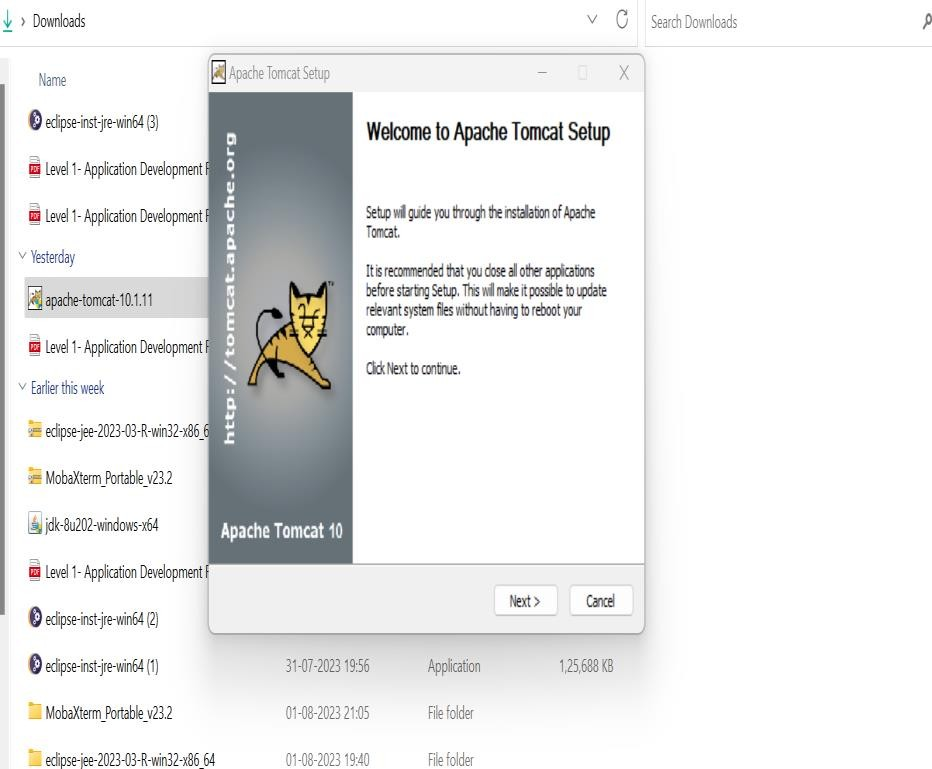 Downloads
Search Downloads
Name
eclipse-inst-jre-win64 (3)
Level 1- Application Development
Level 1- Application Development
Yesterday
apache-tomcat-10.1.11
Level 1- Application Development
Earlier this week
eclipse-jee-2023-03-R-win32-x86_6
MobaXterm_Portable_v23.2
jdk-8u202-windows-x64
Level 1- Application Development
eclipse-inst-jre-win64 (2)
eclipse-inst-jre-win64 (1) 31-07-2023 19:56 Application 1,25,688 KB
MobaXterm_Portable_v23.2 01-08-2023 21:05 File folder
eclipse-jee-2023-03-R-win32-x86_64 01-08-2023 19:40 File folder
Apache Tomcat Setup
http://tomcat.apache.org
TM
Apache Tomcat 10
Welcome to Apache Tomcat Setup
Setup will guide you through the installation of Apache
Tomcat.
It is recommended that you close all other applications
before starting Setup. This will make it possible to update
relevant system files without having to reboot your
computer.
Click Next to continue.
Next >
Cancel